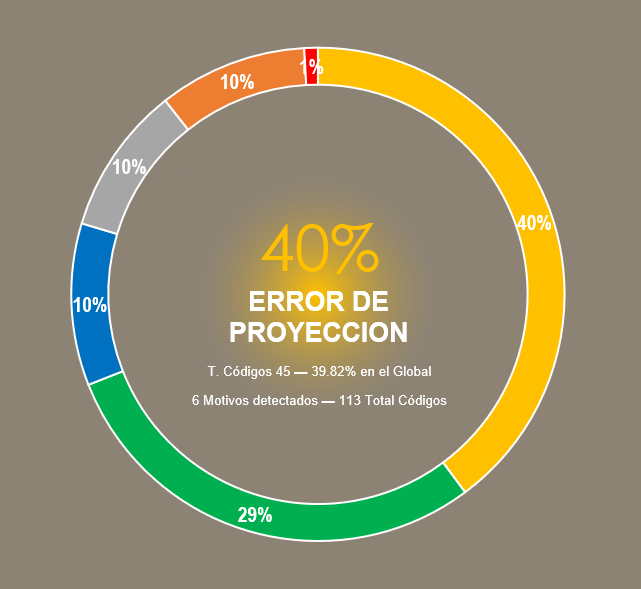 1%
10%
10%
40%
40%
ERROR DE
PROYECCION
10%
T. Códigos 45 — 39.82% en el Global
6 Motivos detectados — 113 Total Códigos
29%